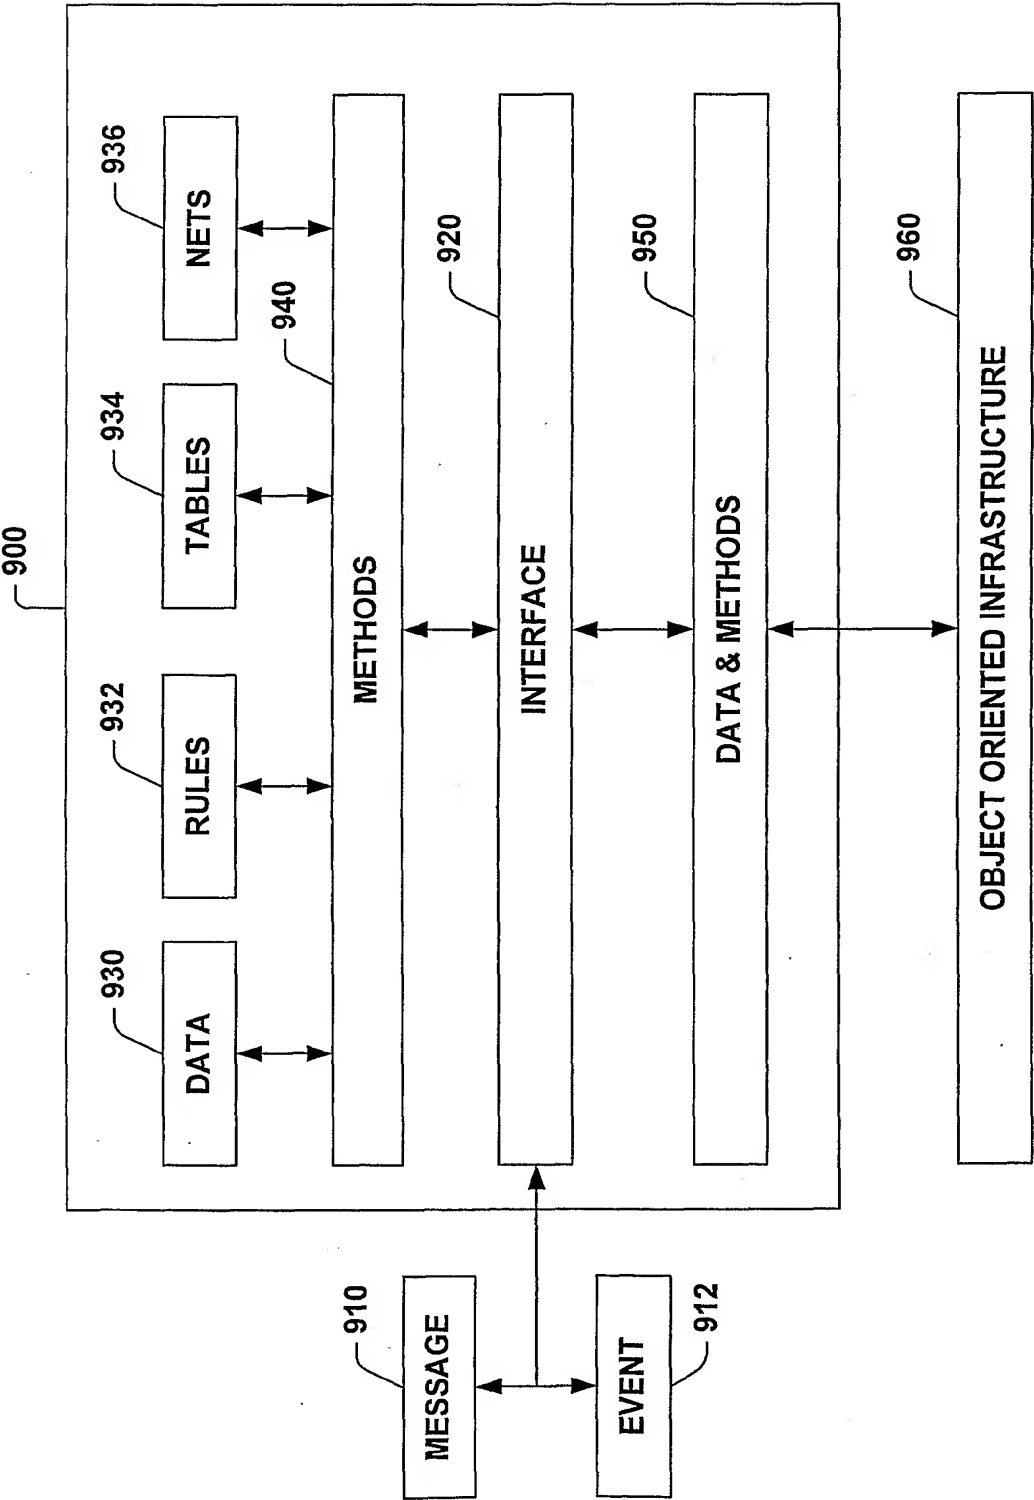 900
930
932
934
936
DATA
RULES
TABLES
NETS
940
METHODS
910
MESSAGE
920
INTERFACE
912
EVENT
950
DATA & METHODS
960
OBJECT ORIENTED INFRASTRUCTURE